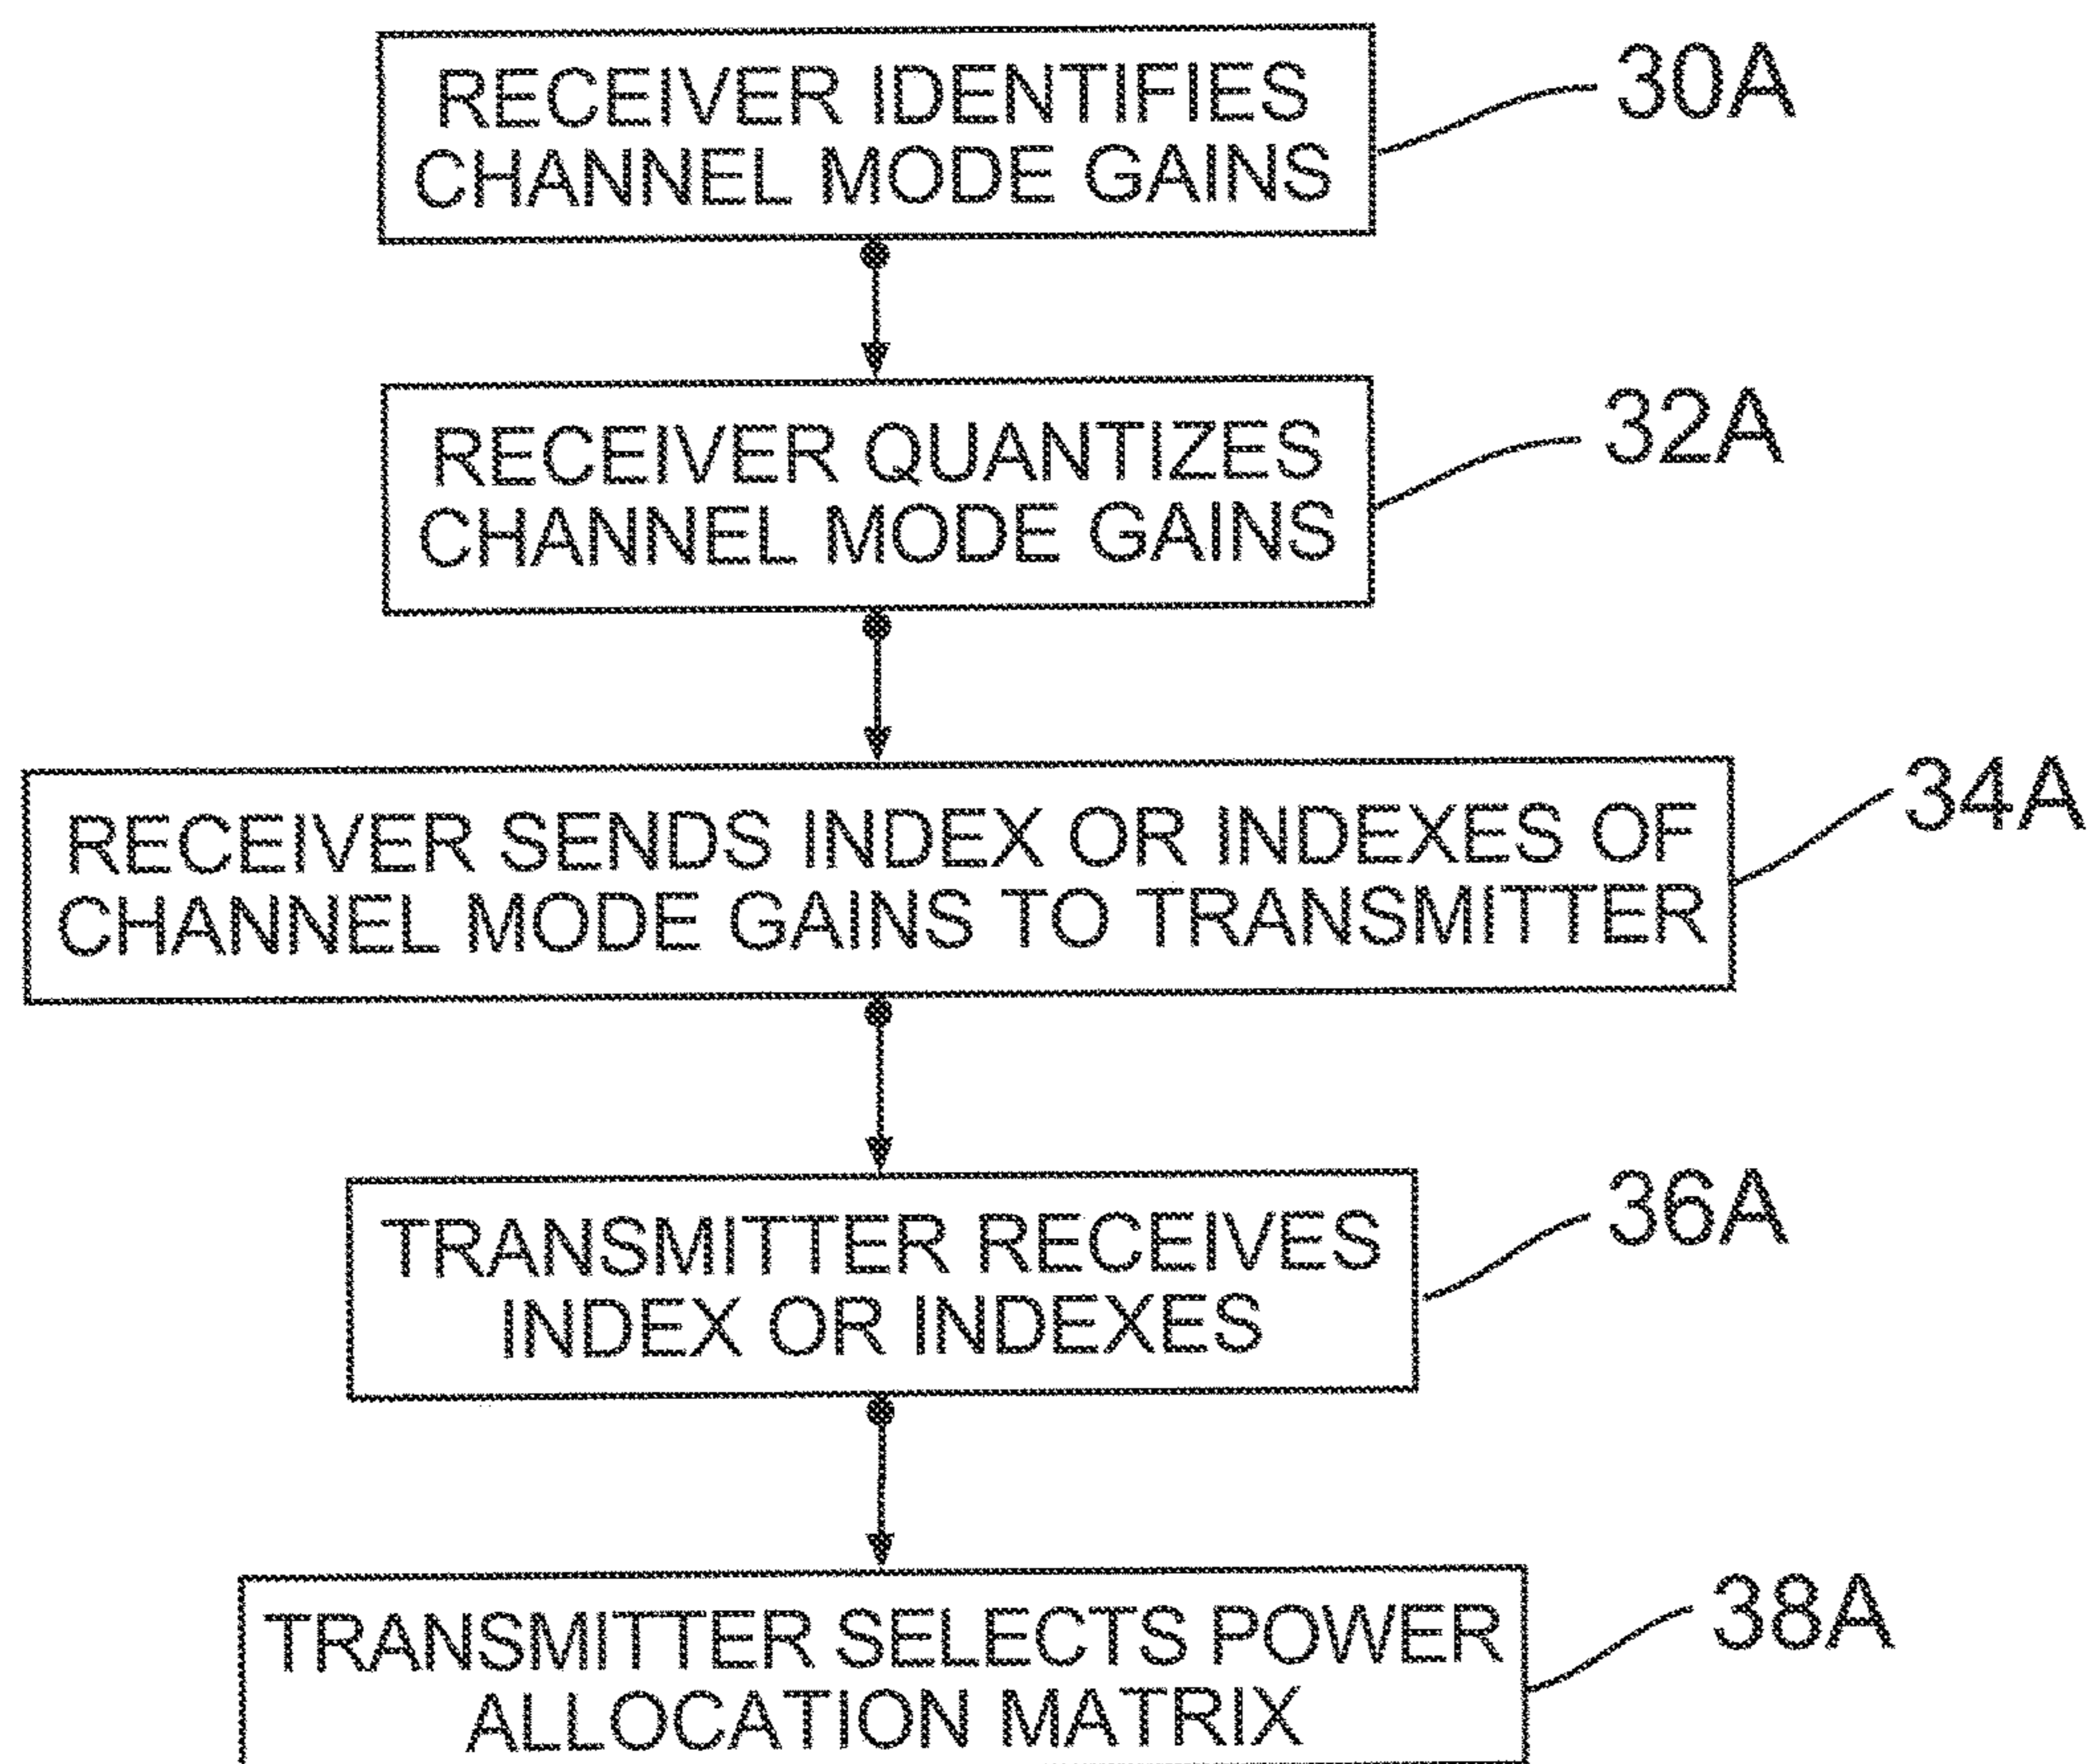 RECEIVER IDENTIFIES
CHANNEL MODE GAINS
30A
RECEIVER QUANTIZES
CHANNEL MODE GAINS
32A
RECEIVER SENDS INDEX OR INDEXES OF
CHANNEL MODE GAINS TO TRANSMITTER
34A
TRANSMITTER RECEIVES
INDEX OR INDEXES
36A
TRANSMITTER SELECTS POWER
ALLOCATION MATRIX
38A